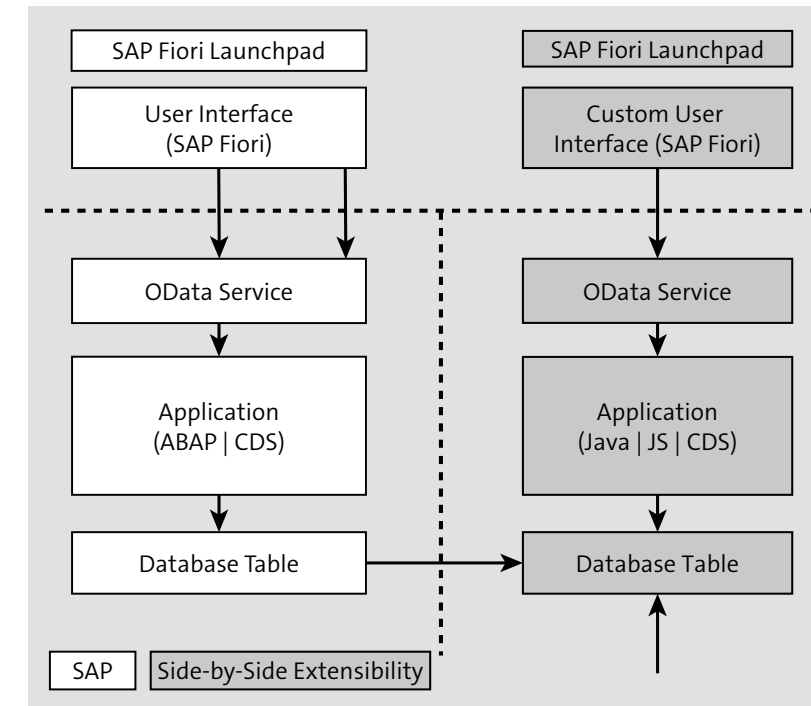 SAP Fiori Launchpad
User Interface
(SAP Fiori)
OData Service
Application
(ABAP | CDS)
Database Table
SAP Fiori Launchpad
Custom User
Interface (SAP Fiori)
OData Service
Application
(Java | JS | CDS)
Database Table
SAP
Side-by-Side Extensibility